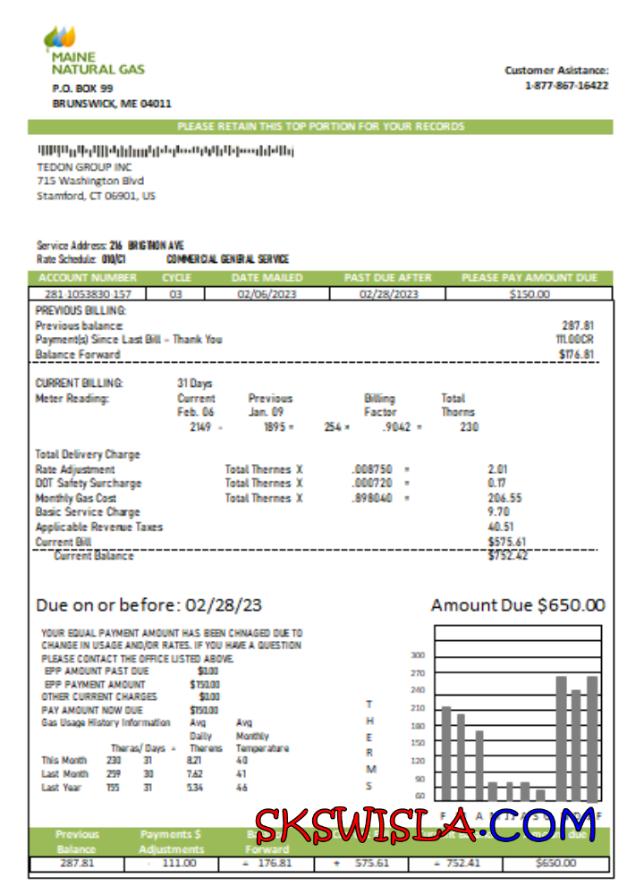 MAINE
NATURAL GAS
P.O. BOX 99
BRUNSWICK, ME 04011
Customer Asistance:
1-877-867-16422
PLEASE RETAIN THIS TOP PORTION FOR YOUR RECORDS
TEDON GROUP INC
715 Washington Blvd
Stamford, CT 06901, US
Service Address: 216 BRIGTION AVE
Rate Schedule: 010/C1 COMMERCIAL GENERAL SERVICE
ACCOUNT NUMBER CYCLE DATE MAILED PAST DUE AFTER PLEASE PAY AMOUNT DUE
281 1053830 157 03 02/06/2023 02/28/2023 $150.00
PREVIOUS BILLING:
Previous balance: 287.81
Payment(s) Since Last Bill - Thank You 111.00CR
Balance Forward $176.81
CURRENT BILLING: 31 Days
Meter Reading: Current Previous Billing Total
Feb. 06 Jan. 09 Factor Thorns
2149 - 1895 = 254 × .9042 = 230
Total Delivery Charge
Rate Adjustment Total Thernes X .008750 = 2.01
DOT Safety Surcharge Total Thernes X .000720 = 0.17
Monthly Gas Cost Total Thernes X .898040 = 206.55
Basic Service Charge 9.70
Applicable Revenue Taxes 40.51
Current Bill $575.61
Current Balance $752.42
Due on or before: 02/28/23 Amount Due $650.00
YOUR EQUAL PAYMENT AMOUNT HAS BEEN CHNAGED DUE TO
CHANGE IN USAGE AND/OR RATES. IF YOU HAVE A QUESTION
PLEASE CONTACT THE OFFICE LISTED ABOVE.
EPP AMOUNT PAST DUE $0.00
EPP PAYMENT AMOUNT $150.00
OTHER CURRENT CHARGES $0.00
PAY AMOUNT NOW DUE $150.00
Gas Usage History Information Avg Avg
Daily Monthly
Theras/ Days = Therens Temperature
This Month 230 31 8.21 40
Last Month 259 30 7.62 41
Last Year 155 31 5.34 46
THERMS
300
270
240
210
180
150
120
90
60
F J A
SKSWISLA.COM
Previous Balance Payments $ Adjustments Forward
287.81 - 111.00 = 176.81 + 575.61 = 752.41 $650.00